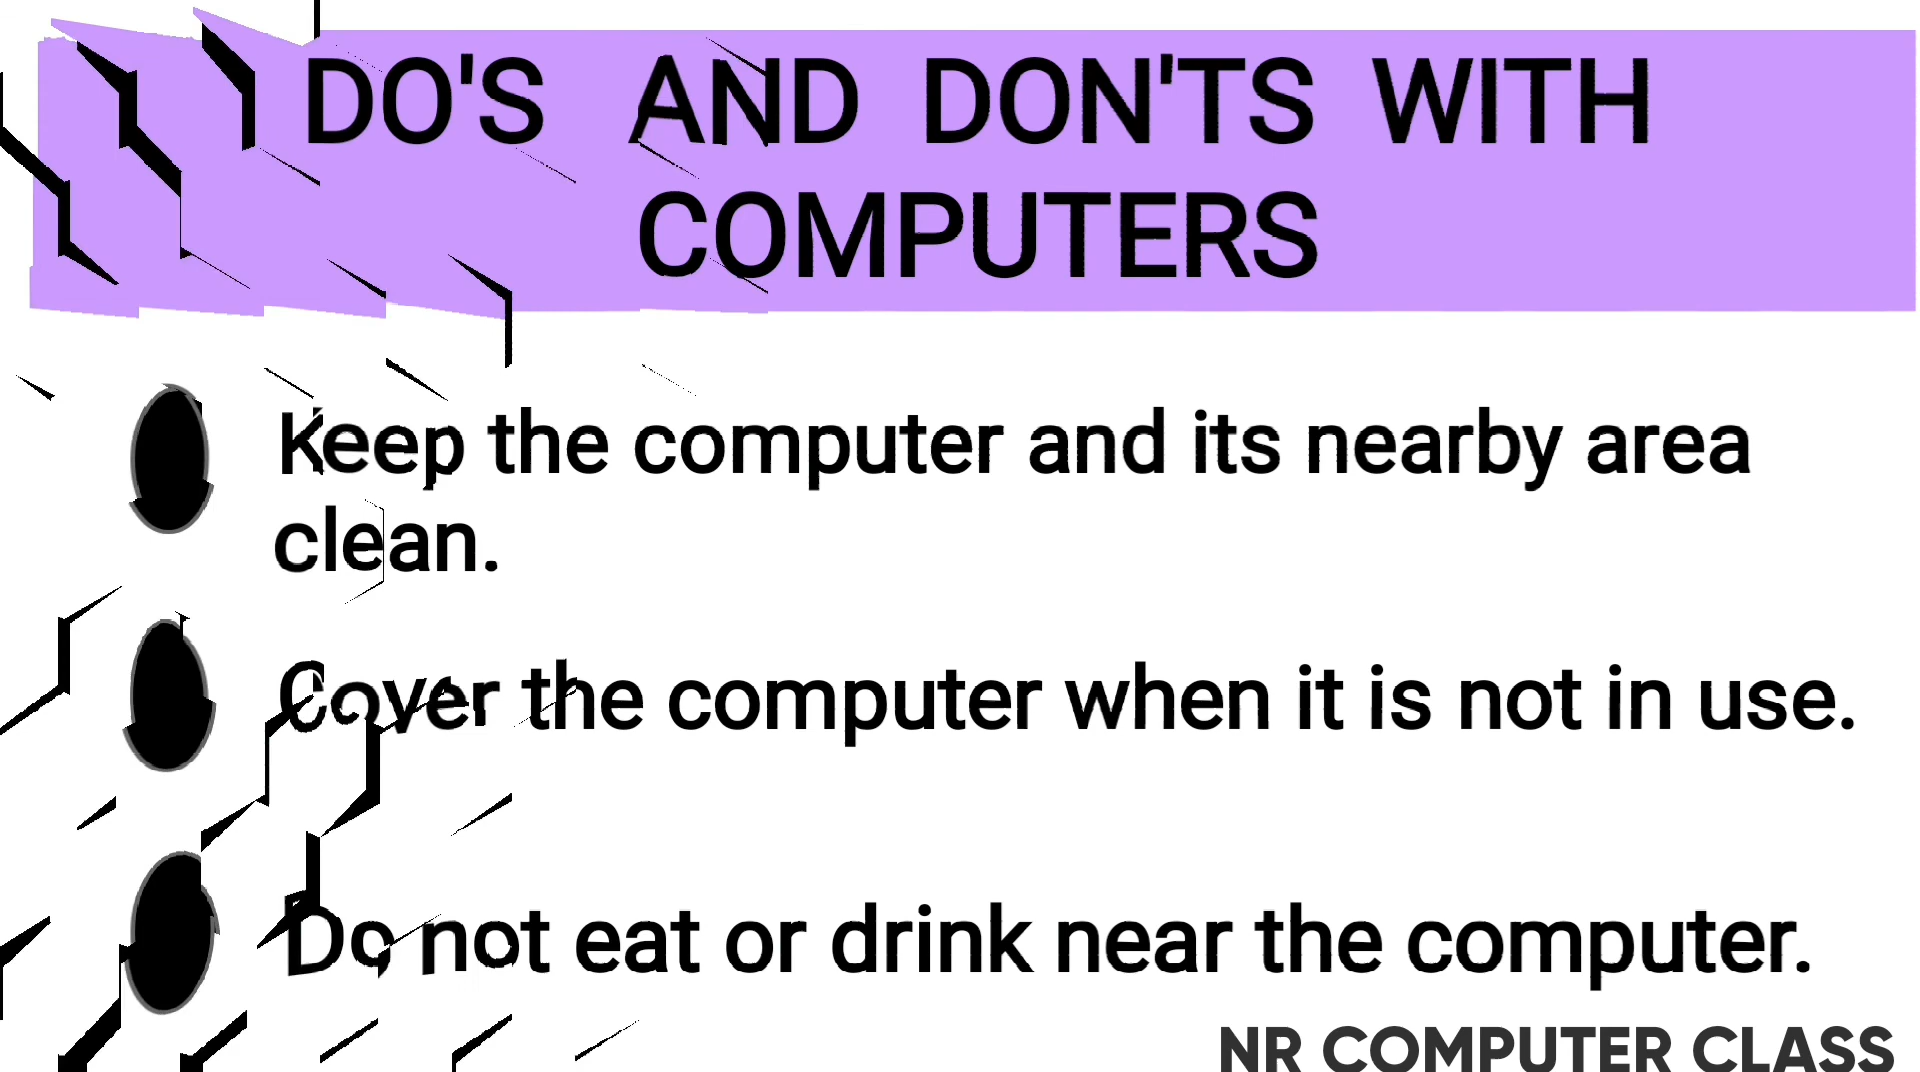 DO'S AND DON'TS WITH
COMPUTERS
Keep the computer and its nearby area
clean.
Cover the computer when it is not in use.
Do not eat or drink near the computer.
NR COMPUTER CLASS